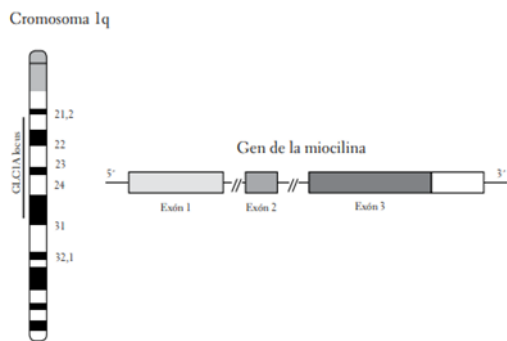 Cromosoma 1q
GLC1A locus
21,2
22
23
24
31
32,1
Gen de la miocilina
5´
3´
Exón 1
Exón 2
Exón 3